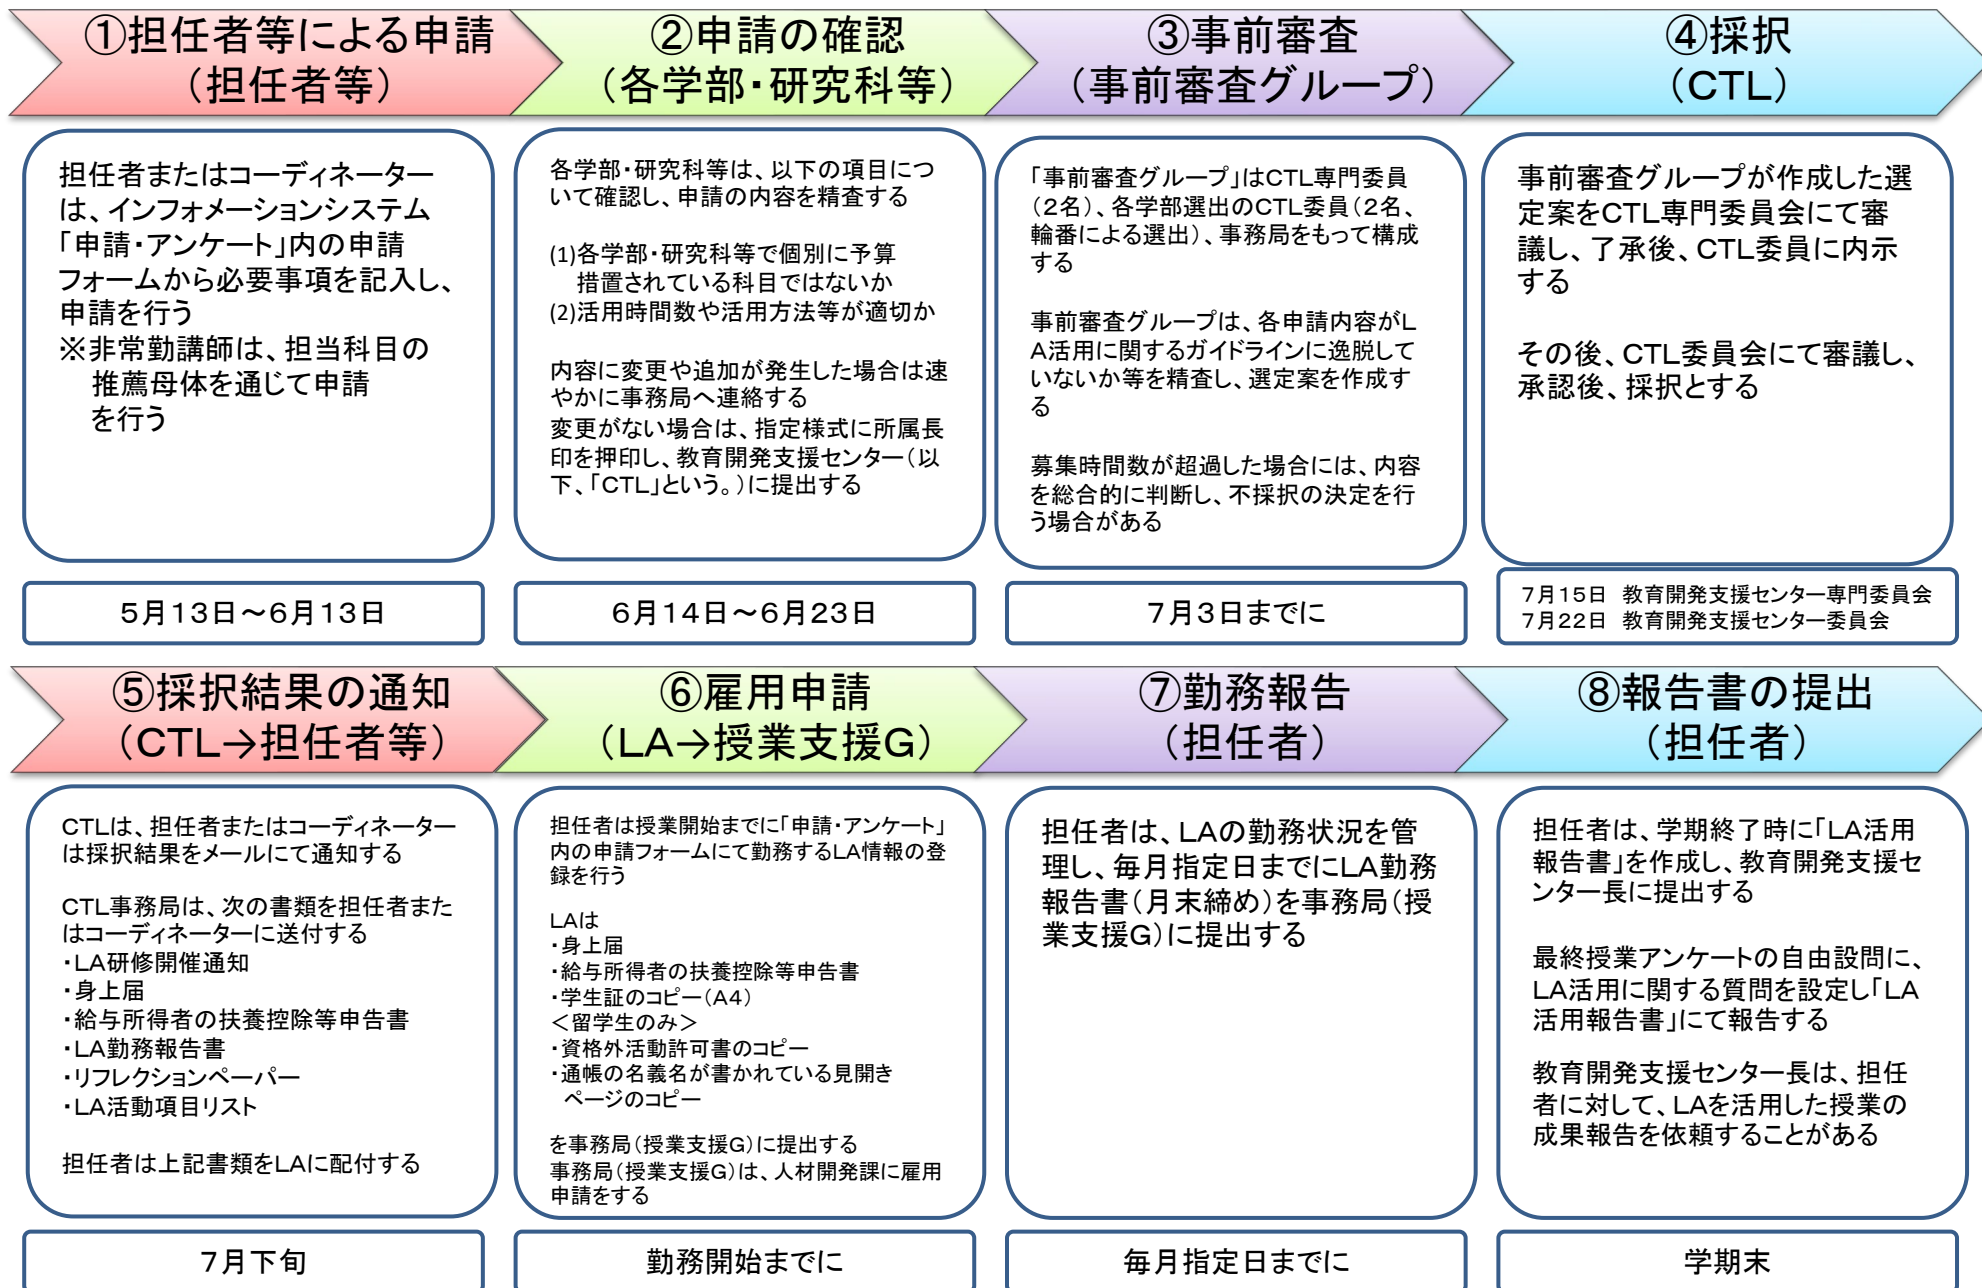 ①担任者等による申請
（担任者等）
②申請の確認
（各学部・研究科等）
③事前審査
（事前審査グループ）
④採択
（CTL）
担任者またはコーディネーター
は、インフォメーションシステム
「申請・アンケート」内の申請
フォームから必要事項を記入し、
申請を行う
※非常勤講師は、担当科目の
推薦母体を通じて申請
を行う
各学部・研究科等は、以下の項目につ
いて確認し、申請の内容を精査する
(1)各学部・研究科等で個別に予算
措置されている科目ではないか
(2)活用時間数や活用方法等が適切か
内容に変更や追加が発生した場合は速
やかに事務局へ連絡する
変更がない場合は、指定様式に所属長
印を押印し、教育開発支援センター（以
下、「CTL」という。）に提出する
「事前審査グループ」はCTL専門委員
（２名）、各学部選出のCTL委員（２名、
輪番による選出）、事務局をもって構成
する
事前審査グループは、各申請内容がL
A活用に関するガイドラインに逸脱して
いないか等を精査し、選定案を作成す
る
募集時間数が超過した場合には、内容
を総合的に判断し、不採択の決定を行
う場合がある
事前審査グループが作成した選
定案をCTL専門委員会にて審
議し、了承後、CTL委員に内示
する
その後、CTL委員会にて審議し、
承認後、採択とする
５月１３日～６月１３日
６月１４日～６月２３日
７月３日までに
７月１５日　教育開発支援センター専門委員会
７月２２日　教育開発支援センター委員会
⑤採択結果の通知
（CTL→担任者等）
⑥雇用申請
（LA→授業支援G）
⑦勤務報告
（担任者）
⑧報告書の提出
（担任者）
CTLは、担任者またはコーディネーター
は採択結果をメールにて通知する
CTL事務局は、次の書類を担任者また
はコーディネーターに送付する
・LA研修開催通知
・身上届
・給与所得者の扶養控除等申告書
・LA勤務報告書
・リフレクションペーパー
・LA活動項目リスト
担任者は上記書類をLAに配付する
担任者は授業開始までに「申請・アンケート」
内の申請フォームにて勤務するLA情報の登
録を行う
LAは
・身上届
・給与所得者の扶養控除等申告書
・学生証のコピー（A4）
＜留学生のみ＞
・資格外活動許可書のコピー
・通帳の名義名が書かれている見開き
ページのコピー
を事務局（授業支援G）に提出する
事務局（授業支援G）は、人材開発課に雇用
申請をする
担任者は、LAの勤務状況を管
理し、毎月指定日までにLA勤務
報告書（月末締め）を事務局（授
業支援G）に提出する
担任者は、学期終了時に「LA活用
報告書」を作成し、教育開発支援セ
ンター長に提出する
最終授業アンケートの自由設問に、
LA活用に関する質問を設定し「LA
活用報告書」にて報告する
教育開発支援センター長は、担任
者に対して、LAを活用した授業の
成果報告を依頼することがある
７月下旬
勤務開始までに
毎月指定日までに
学期末